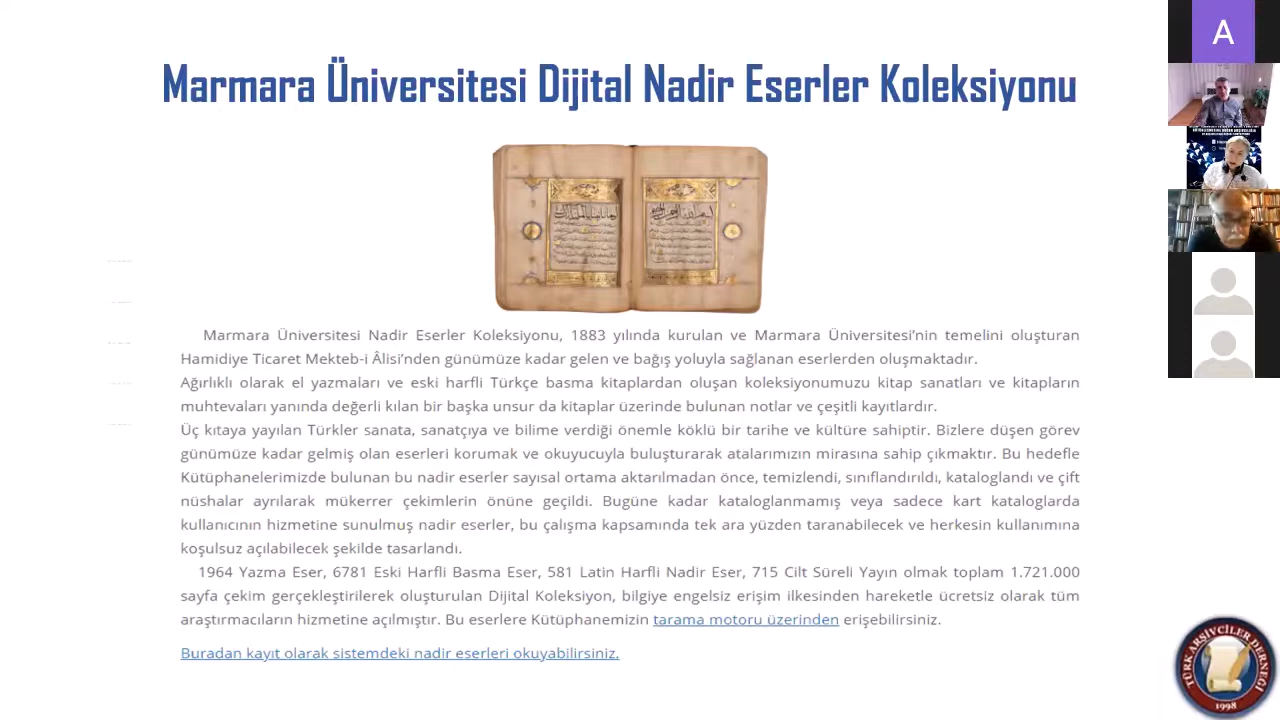 Marmara Üniversitesi Dijital Nadir Eserler Koleksiyonu
Marmara Üniversitesi Nadir Eserler Koleksiyonu, 1883 yılında kurulan ve Marmara Üniversitesi’nin temelini oluşturan
Hamidiye Ticaret Mekteb-i Âlisi’nden günümüze kadar gelen ve bağış yoluyla sağlanan eserlerden oluşmaktadır.
Ağırlıklı olarak el yazmaları ve eski harfli Türkçe basma kitaplardan oluşan koleksiyonumuzu kitap sanatları ve kitapların
muhtevaları yanında değerli kılan bir başka unsur da kitaplar üzerinde bulunan notlar ve çeşitli kayıtlardır.
Üç kıtaya yayılan Türkler sanata, sanatçıya ve bilime verdiği önemle köklü bir tarihe ve kültüre sahiptir. Bizlere düşen görev
günümüze kadar gelmiş olan eserleri korumak ve okuyucuyla buluşturarak atalarımızın mirasına sahip çıkmaktır. Bu hedefle
Kütüphanelerimizde bulunan bu nadir eserler sayısal ortama aktarılmadan önce, temizlendi, sınıflandırıldı, kataloglandı ve çift
nüshalar ayrılarak mükerrer çekimlerin önüne geçildi. Bugüne kadar kataloglanmamış veya sadece kart kataloglarda
kullanıcının hizmetine sunulmuş nadir eserler, bu çalışma kapsamında tek ara yüzden taranabilecek ve herkesin kullanımına
koşulsuz açılabilecek şekilde tasarlandı.
1964 Yazma Eser, 6781 Eski Harfli Basma Eser, 581 Latin Harfli Nadir Eser, 715 Cilt Süreli Yayın olmak toplam 1.721.000
sayfa çekim gerçekleştirilerek oluşturulan Dijital Koleksiyon, bilgiye engelsiz erişim ilkesinden hareketle ücretsiz olarak tüm
araştırmacıların hizmetine açılmıştır. Bu eserlere Kütüphanemizin tarama motoru üzerinden erişebilirsiniz.
Buradan kayıt olarak sistemdeki nadir eserleri okuyabilirsiniz.
A
TÜRK ARŞİVCİLER DERNEĞİ
1998